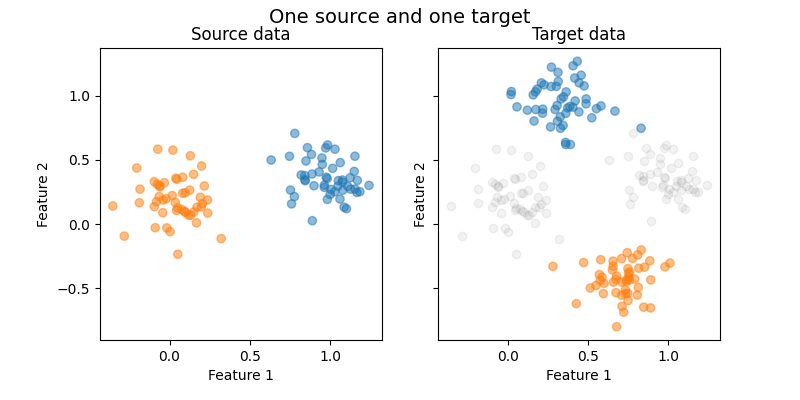 One source and one target
Source data
Target data
1.0
0.5
0.0
−0.5
Feature 2
Feature 2
0.0 0.5 1.0
0.0 0.5 1.0
Feature 1
Feature 1